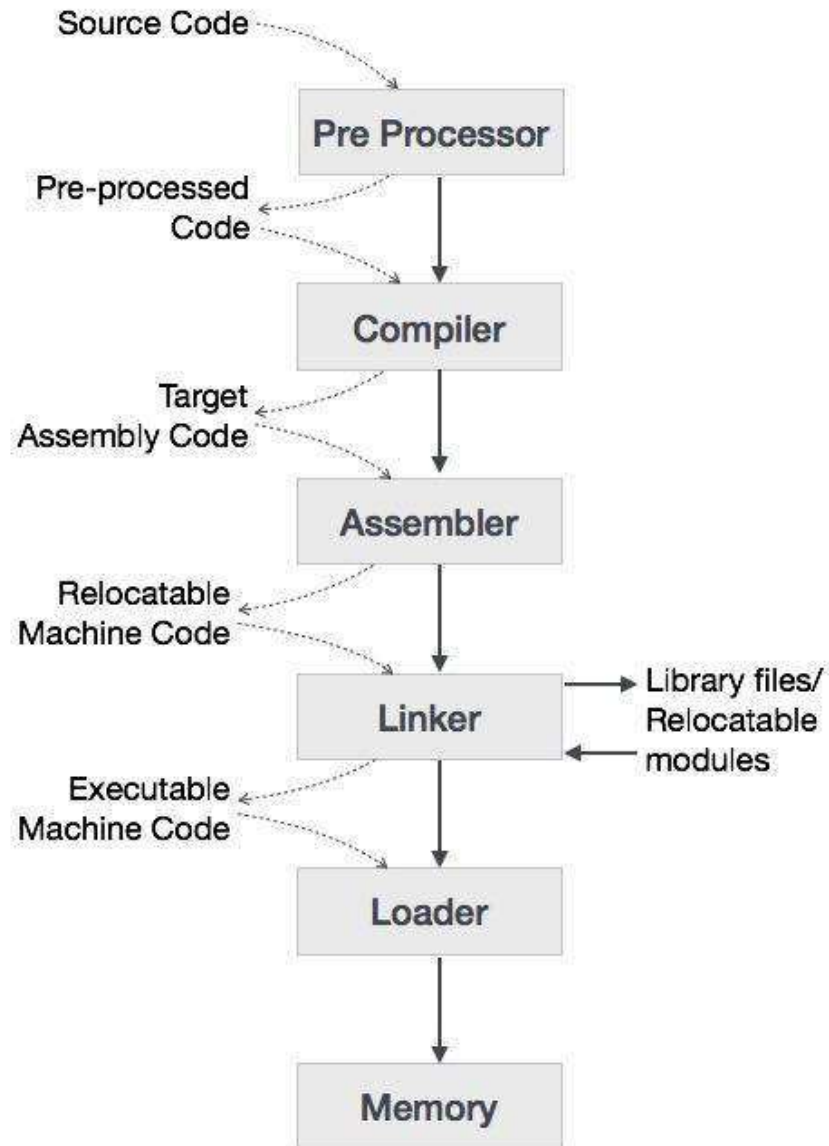 Source Code
Pre Processor
Pre-processed
Code
Compiler
Target
Assembly Code
Assembler
Relocatable
Machine Code
Linker
Library files/
Relocatable
modules
Executable
Machine Code
Loader
Memory